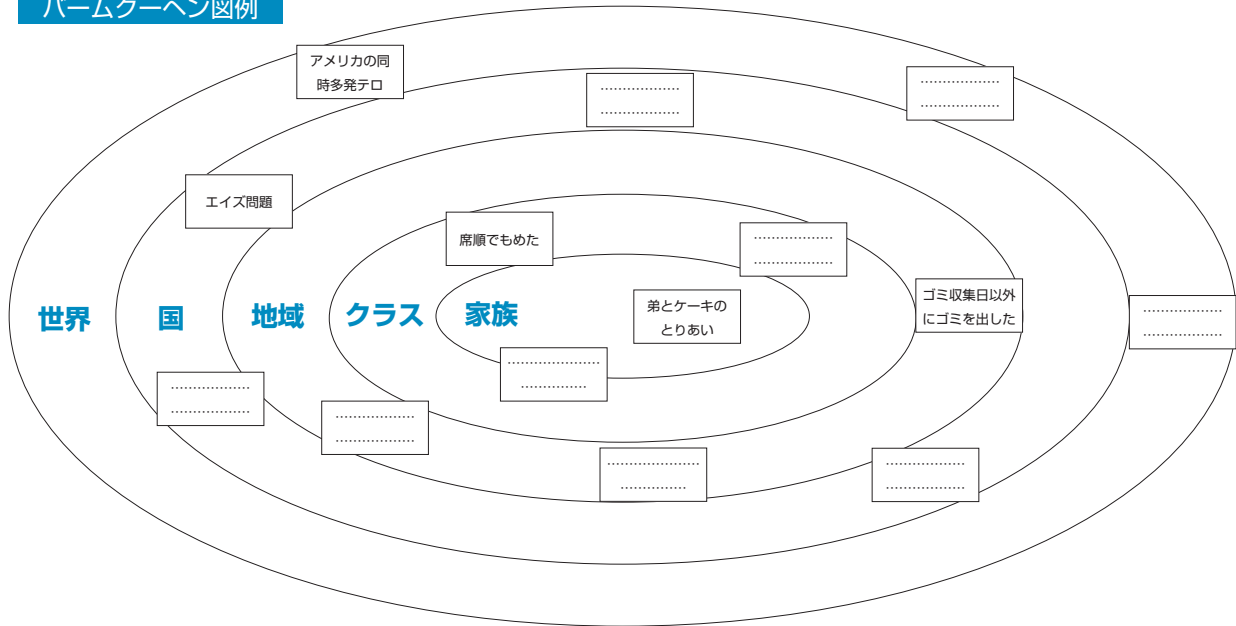 バームクーヘン図例
アメリカの同
時多発テロ
………………
………………
………………
………………
エイズ問題
席順でもめた
………………
………………
世界
国
地域
クラス
家族
弟とケーキの
とりあい
ゴミ収集日以外
にゴミを出した
………………
………………
…………………
……………
………………
………………
………………
………………
…………………
……………
………………
………………